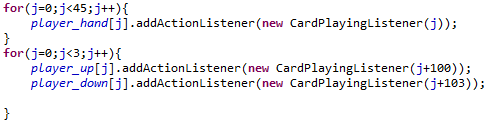 for(j=0;j<45;j++){
player_hand[j].addActionListener(new CardPlayingListener(j));
}
for(j=0;j<3;j++){
player_up[j].addActionListener(new CardPlayingListener(j+100));
player_down[j].addActionListener(new CardPlayingListener(j+103));
}